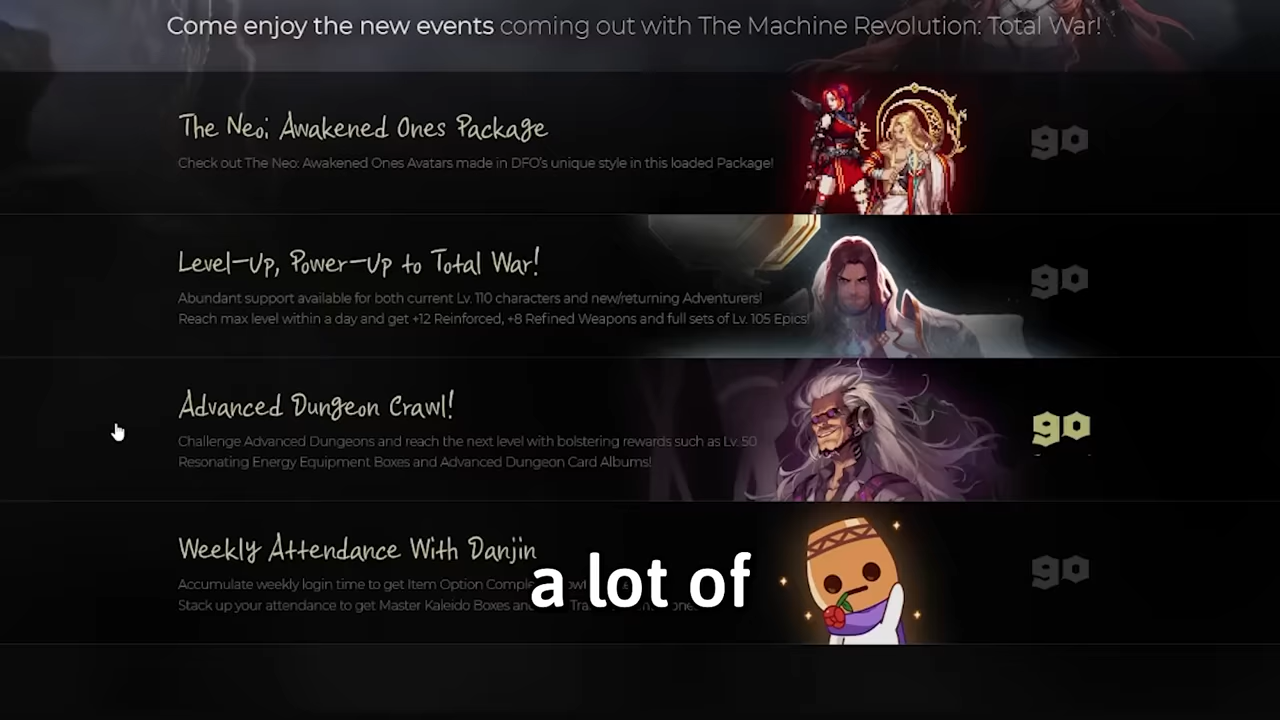 Come enjoy the new events coming out with The Machine Revolution: Total War!
The Neo: Awakened Ones Package
Check out The Neo: Awakened Ones Avatars made in DFO's unique style in this loaded Package!
go
Level-Up, Power-Up to Total War!
Abundant support available for both current Lv. 110 characters and new/returning Adventurers!
Reach max level within a day and get +12 Reinforced, +8 Refined Weapons and full sets of Lv. 105 Epics!
go
Advanced Dungeon Crawl!
Challenge Advanced Dungeons and reach the next level with bolstering rewards such as Lv. 50
Resonating Energy Equipment Boxes and Advanced Dungeon Card Albums!
go
Weekly Attendance With Danjin
Accumulate weekly login time to get Item Option
Stack up your attendance to get Master Kaleido Boxes
go
a lot of